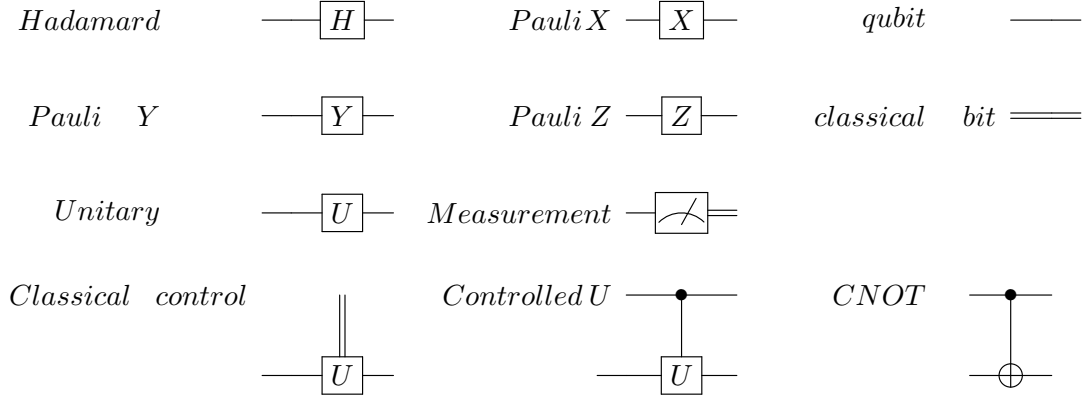 Hadamard H Pauli X X qubit
Pauli Y Y Pauli Z Z classical bit
Unitary U Measurement
Classical control Controlled U CNOT
U U